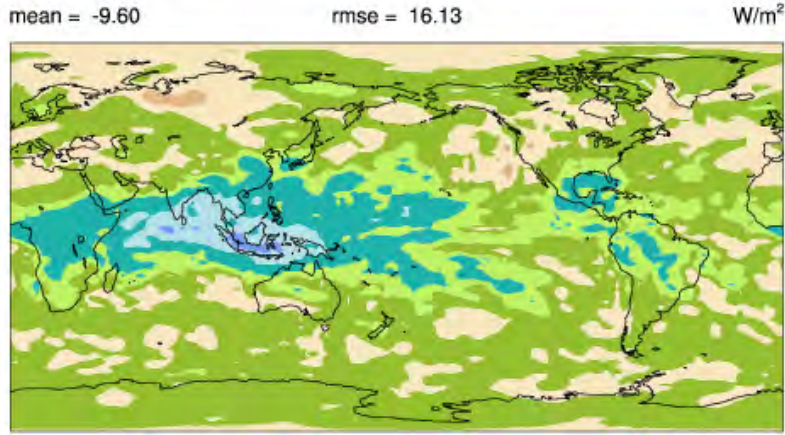 mean = -9.60 rmse = 16.13 W/m²